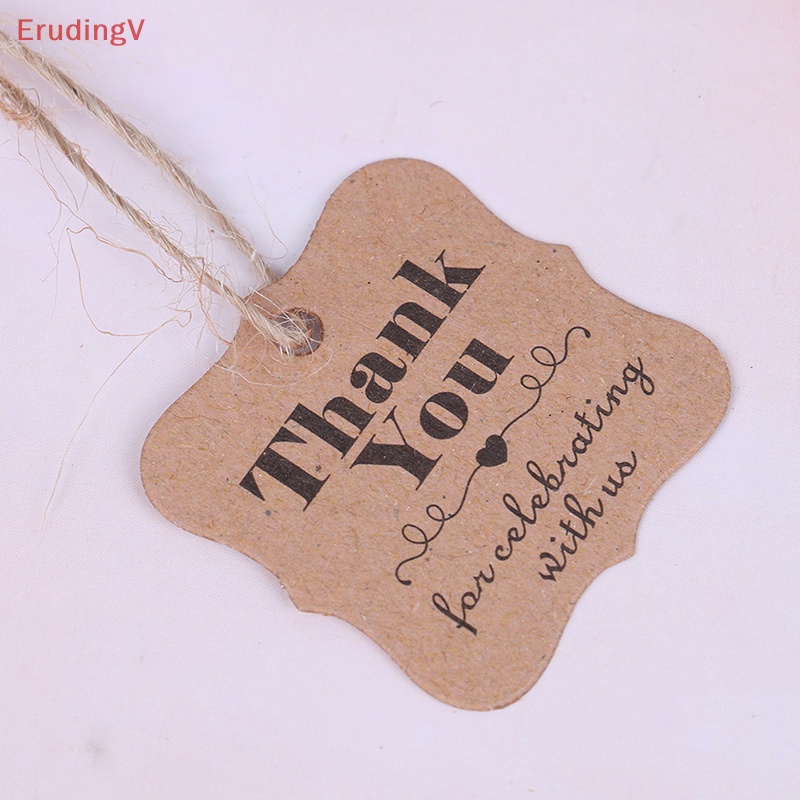 ErudingV
Thank
You
for celebrating
with us